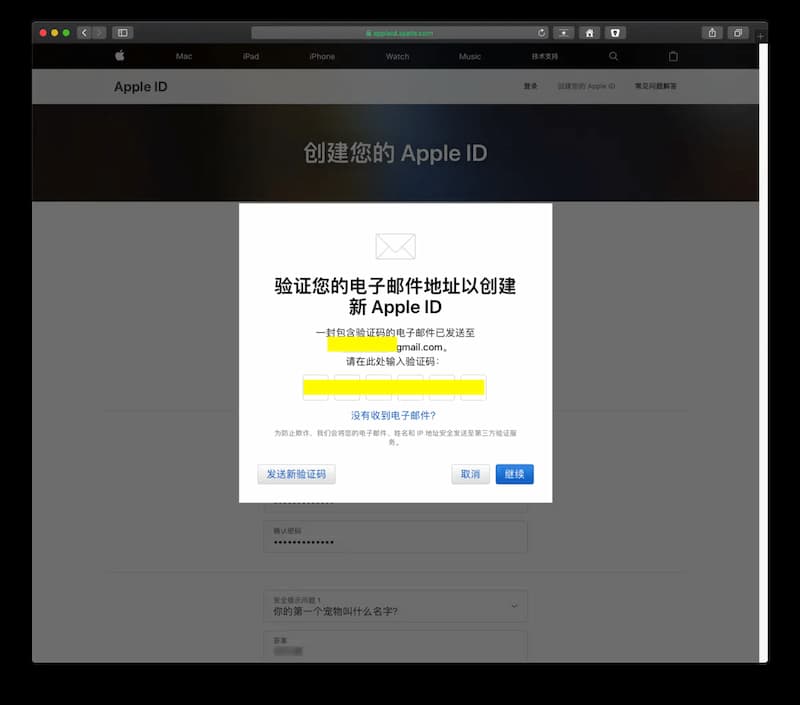 appleid.apple.com
Mac iPad iPhone Watch Music 技术支持
Apple ID 登录 创建您的 Apple ID 常见问题解答
创建您的 Apple ID
验证您的电子邮件地址以创建
新 Apple ID
一封包含验证码的电子邮件已发送至
gmail.com。
请在此处输入验证码：
没有收到电子邮件?
为防止欺诈，我们会将您的电子邮件、姓名和 IP 地址安全发送至第三方验证服
务。
发送新验证码 取消 继续
确认密码
•••••••••••••
安全提示问题 1
你的第一个宠物叫什么名字?
答案